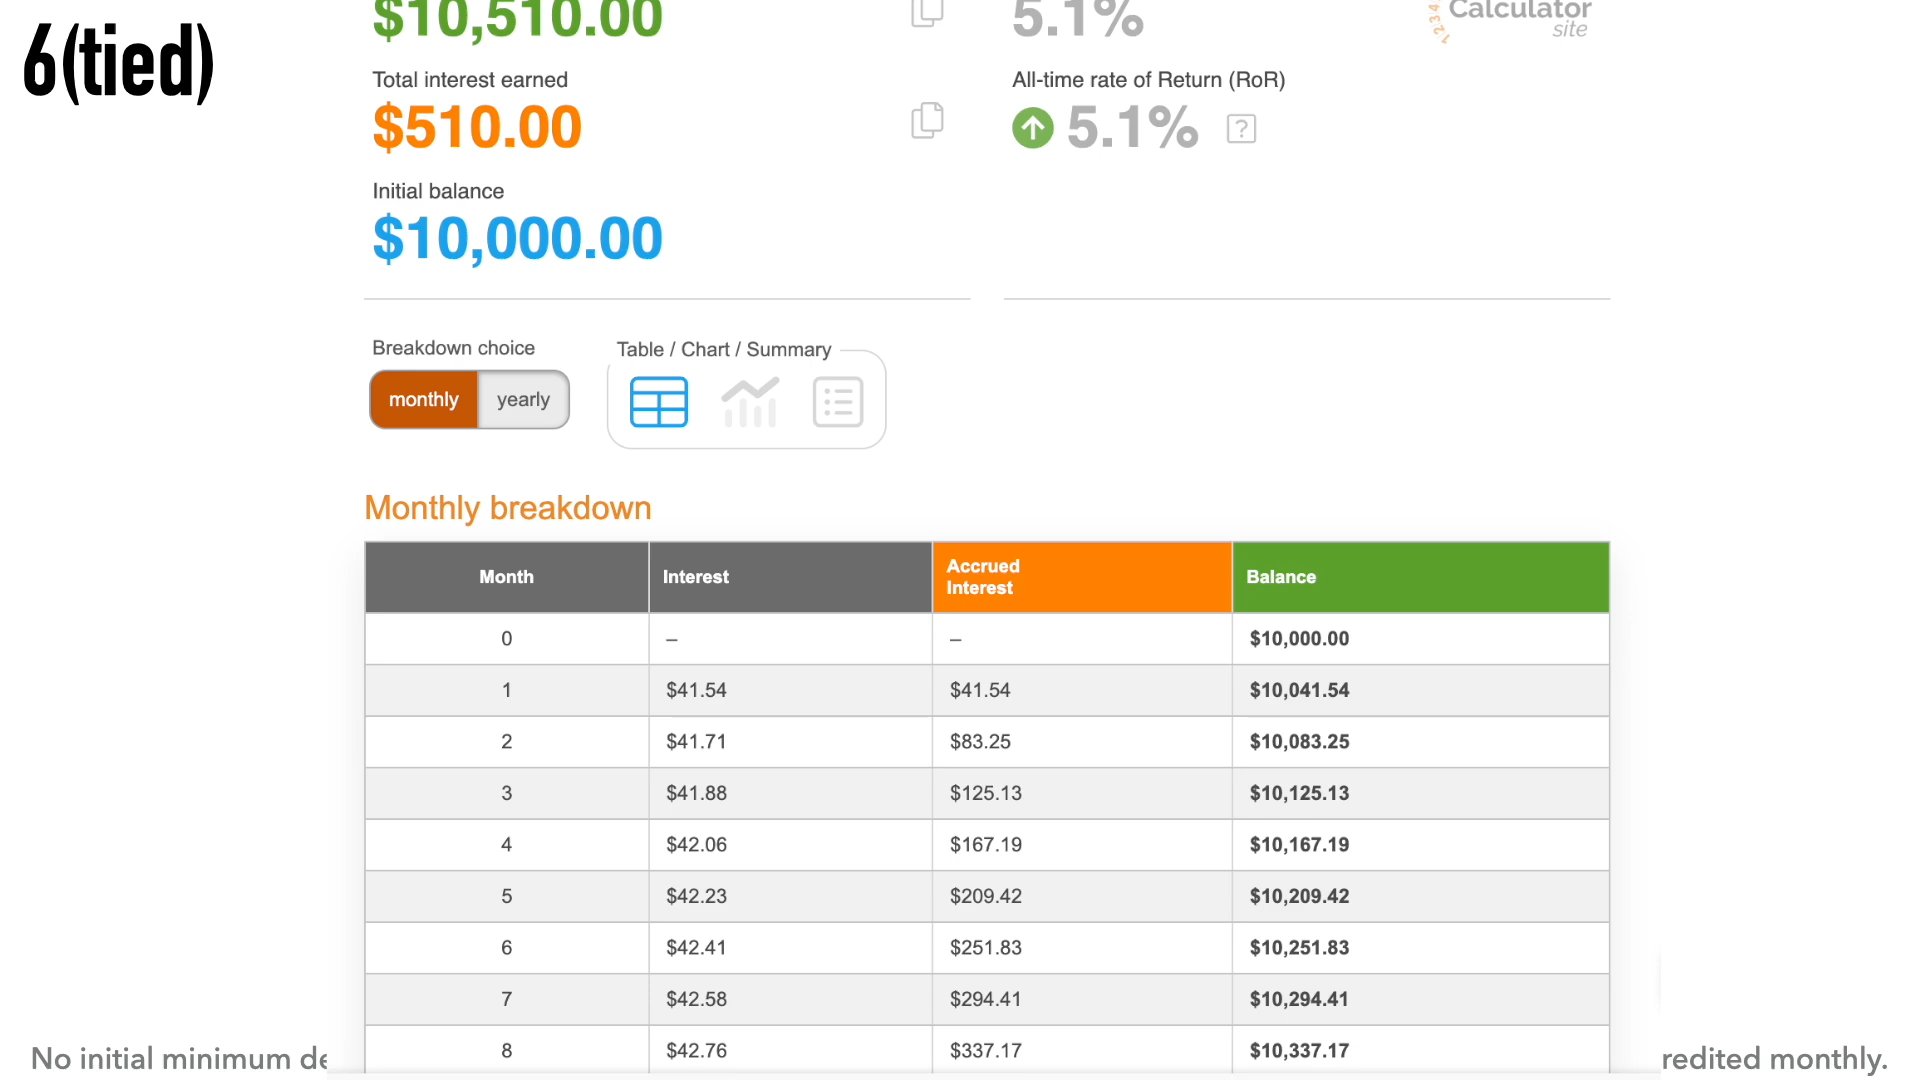 6(tied)
$10,510.00
5.1%
Calculator
site
Total interest earned
All-time rate of Return (RoR)
$510.00
5.1%
?
Initial balance
$10,000.00
Breakdown choice
Table / Chart / Summary
monthly
yearly
Monthly breakdown
Month Interest Accrued Interest Balance
0 – – $10,000.00
1 $41.54 $41.54 $10,041.54
2 $41.71 $83.25 $10,083.25
3 $41.88 $125.13 $10,125.13
4 $42.06 $167.19 $10,167.19
5 $42.23 $209.42 $10,209.42
6 $42.41 $251.83 $10,251.83
7 $42.58 $294.41 $10,294.41
8 $42.76 $337.17 $10,337.17
No initial minimum de
redited monthly.